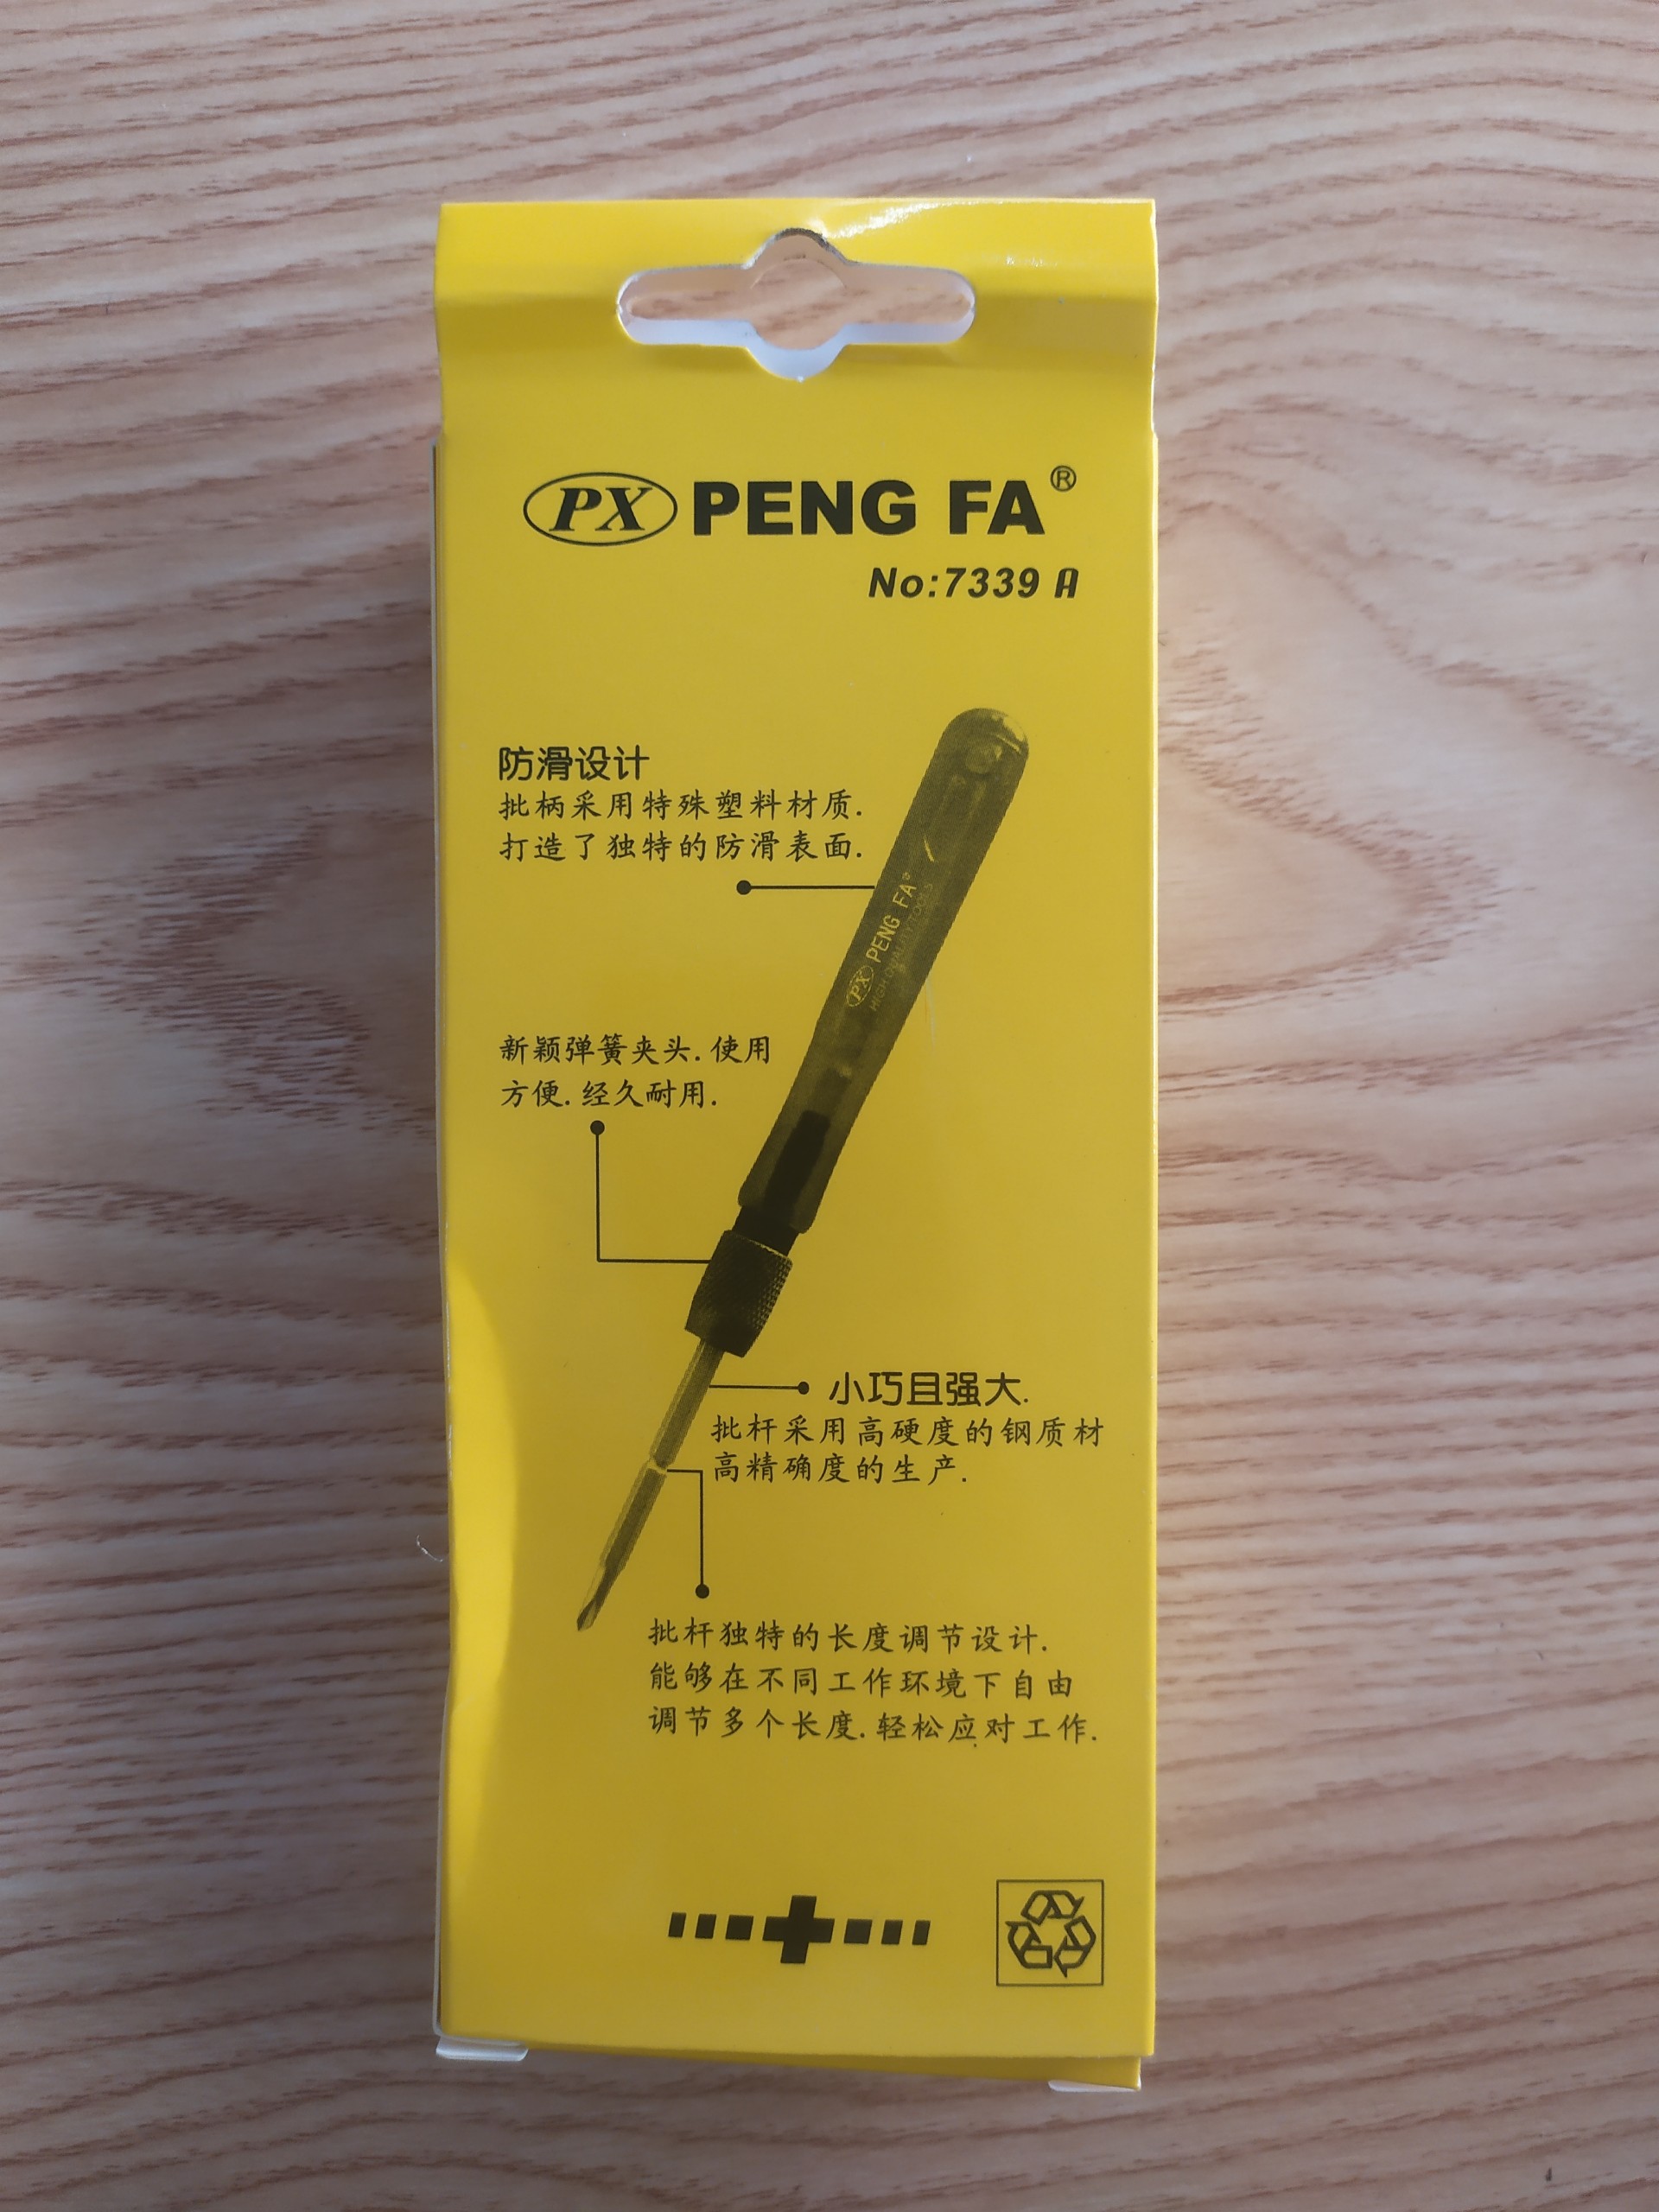 PX PENG FA®
No:7339 A
防滑设计
批柄采用特殊塑料材质.
打造了独特的防滑表面.
PX PENG FA®
HIGH QUALITY TOOLS
新颖弹簧夹头.使用
方便.经久耐用.
小巧且强大.
批杆采用高硬度的钢质材
高精确度的生产.
批杆独特的长度调节设计.
能够在不同工作环境下自由
调节多个长度.轻松应对工作.